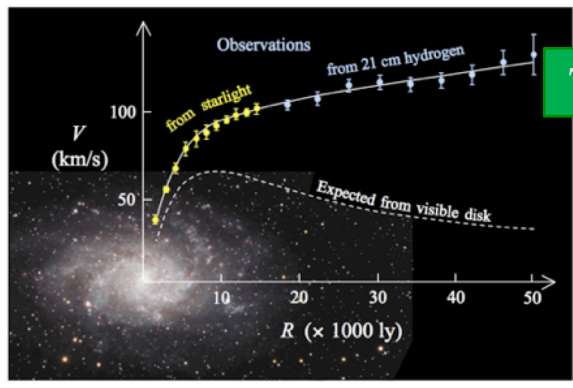 Observations
from 21 cm hydrogen
from starlight
100
V
(km/s)
50
Expected from visible disk
10
20
30
40
50
R (× 1000 ly)